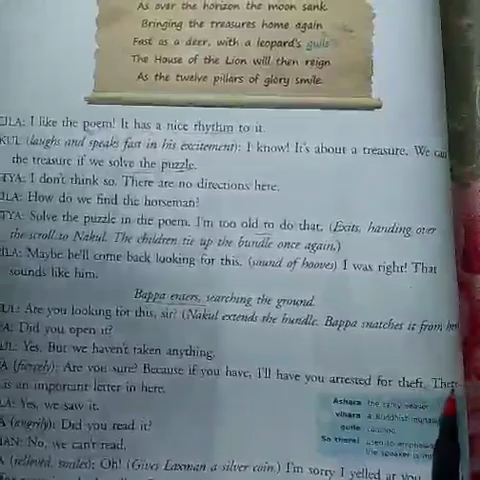 As over the horizon the moon sank
Bringing the treasures home again
Fast as a deer, with a leopard's guile
The House of the Lion will then reign
As the twelve pillars of glory smile.
ILA: I like the poem! It has a nice rhythm to it.
KUL (laughs and speaks fast in his excitement): I know! It's about a treasure. We can
the treasure if we solve the puzzle.
TYA: I don't think so. There are no directions here.
ILA: How do we find the horseman?
TYA: Solve the puzzle in the poem. I'm too old to do that. (Exits, handing over
the scroll to Nakul. The children tie up the bundle once again.)
ILA: Maybe he'll come back looking for this. (sound of hooves) I was right! That
sounds like him.
Bappa enters, searching the ground.
UL: Are you looking for this, sir? (Nakul extends the bundle. Bappa snatches it from
A: Did you open it?
UL: Yes. But we haven't taken anything.
A (fiercely): Are you sure? Because if you have, I'll have you arrested for theft.
is an important letter in here.
LA: Yes, we saw it.
A (angrily): Did you read it?
MAN: No, we can't read.
A (relieved, smiles): Oh! (Gives Laxman a silver coin.) I'm sorry I yelled at you
Ashara the rainy season
vihara a Buddhist
guile
So there! used to
the speaker is